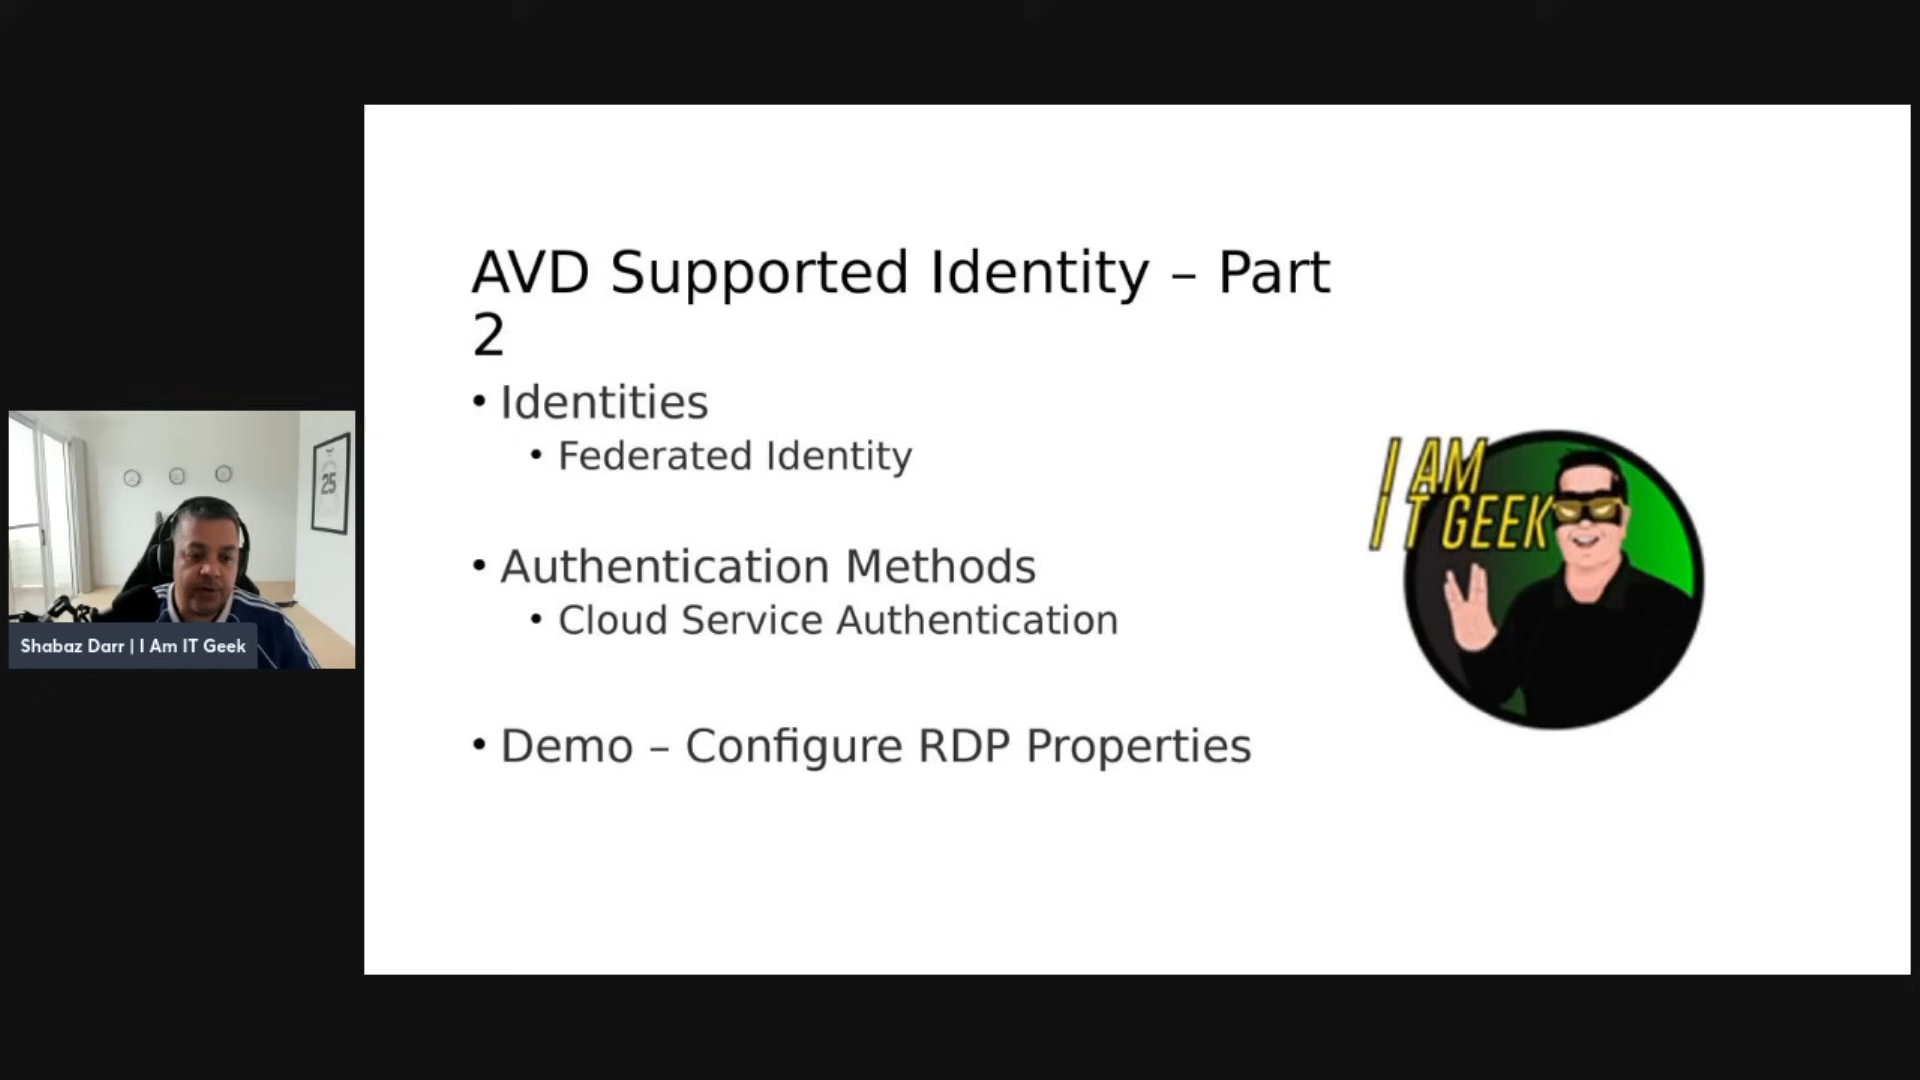 AVD Supported Identity – Part
2
• Identities
• Federated Identity
• Authentication Methods
• Cloud Service Authentication
• Demo – Configure RDP Properties
I AM
I T GEEK
25
Shabaz Darr | I Am IT Geek